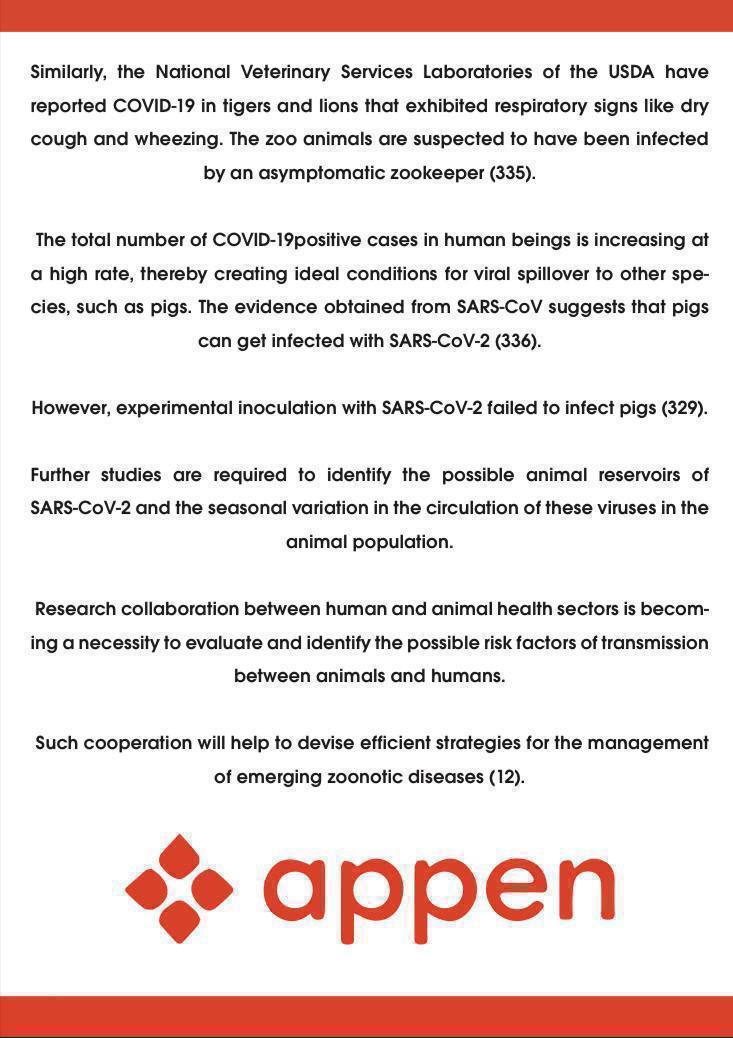 Similarly, the National Veterinary Services Laboratories of the USDA have
reported COVID-19 in tigers and lions that exhibited respiratory signs like dry
cough and wheezing. The zoo animals are suspected to have been infected
by an asymptomatic zookeeper (335).
The total number of COVID-19positive cases in human beings is increasing at
a high rate, thereby creating ideal conditions for viral spillover to other spe-
cies, such as pigs. The evidence obtained from SARS-CoV suggests that pigs
can get infected with SARS-CoV-2 (336).
However, experimental inoculation with SARS-CoV-2 failed to infect pigs (329).
Further studies are required to identify the possible animal reservoirs of
SARS-CoV-2 and the seasonal variation in the circulation of these viruses in the
animal population.
Research collaboration between human and animal health sectors is becom-
ing a necessity to evaluate and identify the possible risk factors of transmission
between animals and humans.
Such cooperation will help to devise efficient strategies for the management
of emerging zoonotic diseases (12).
appen